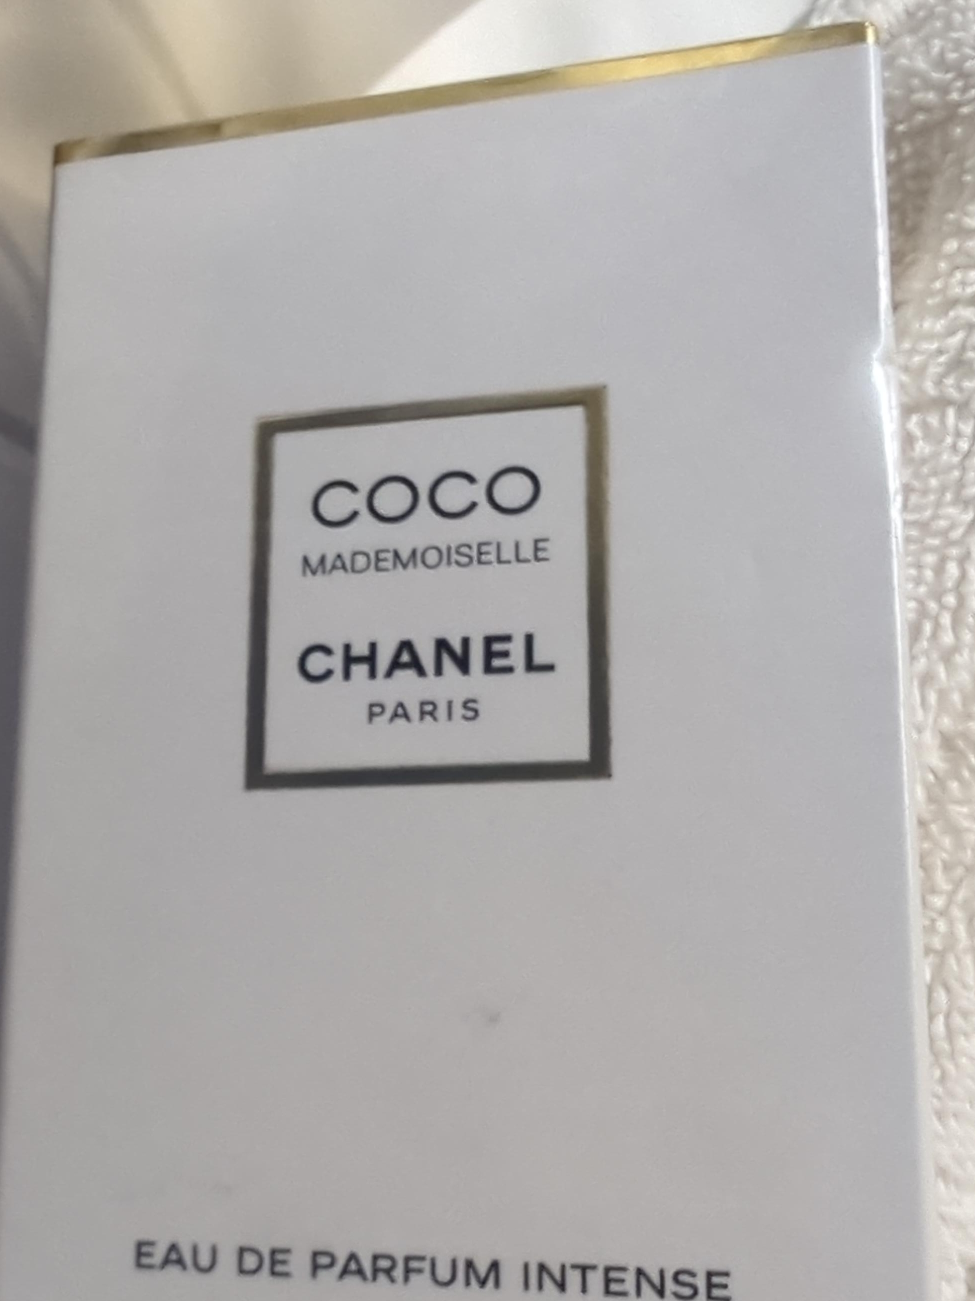 COCO
MADEMOISELLE
CHANEL
PARIS
EAU DE PARFUM INTENSE